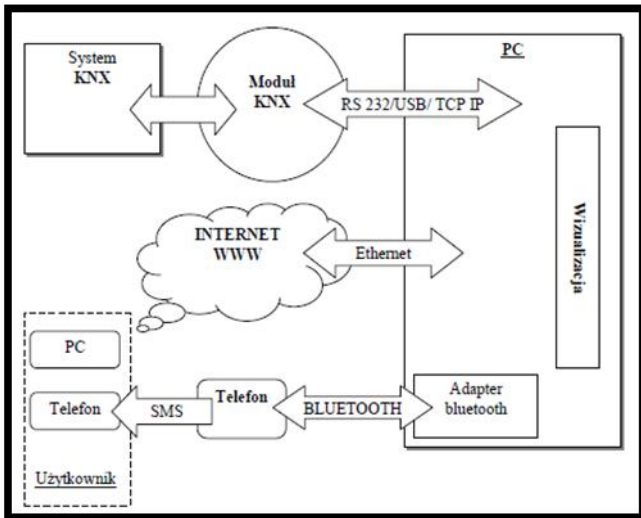 System
KNX
Moduł
KNX
RS 232/USB/ TCP IP
PC
Wizualizacja
INTERNET
WWW
Ethernet
PC
Telefon
SMS
Telefon
BLUETOOTH
Adapter
bluetooth
Użytkownik